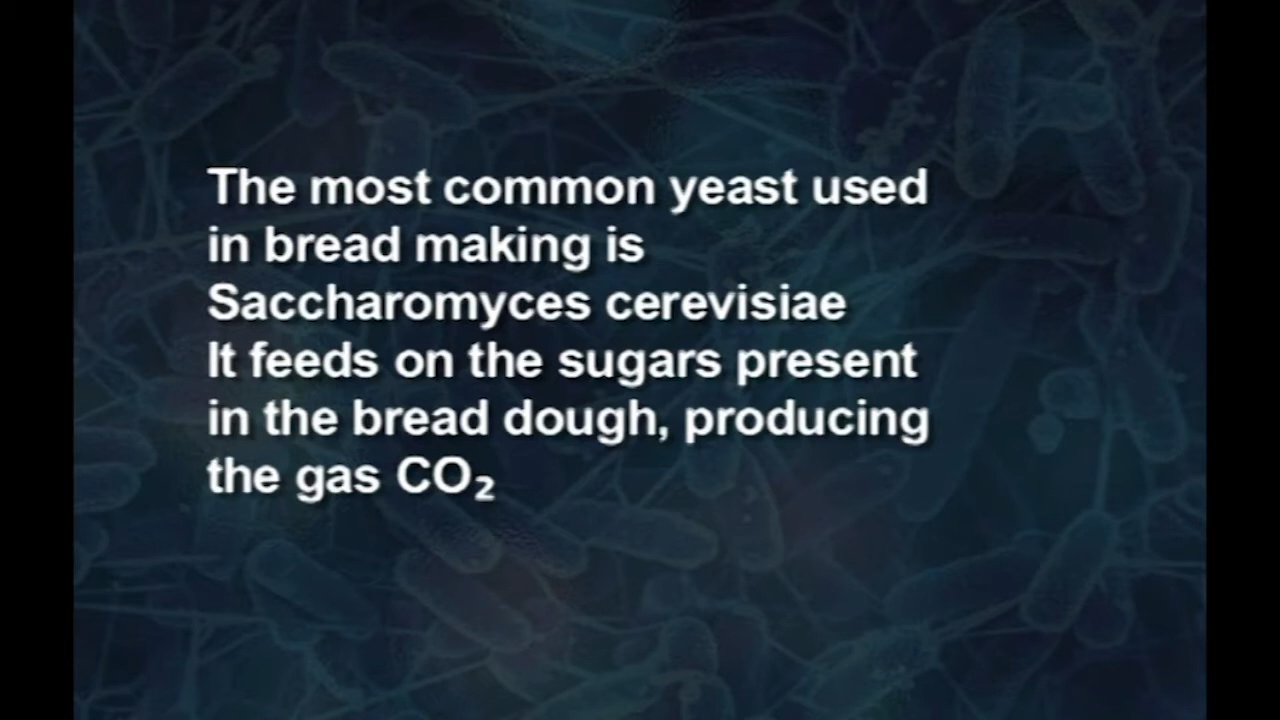 The most common yeast used
in bread making is
Saccharomyces cerevisiae
It feeds on the sugars present
in the bread dough, producing
the gas CO₂